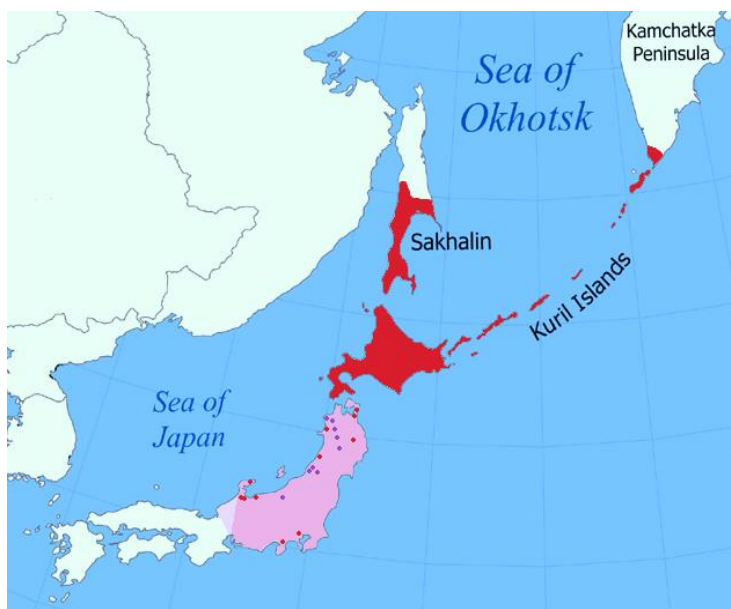 Kamchatka
Peninsula
Sea of
Okhotsk
Sakhalin
Kuril Islands
Sea of
Japan